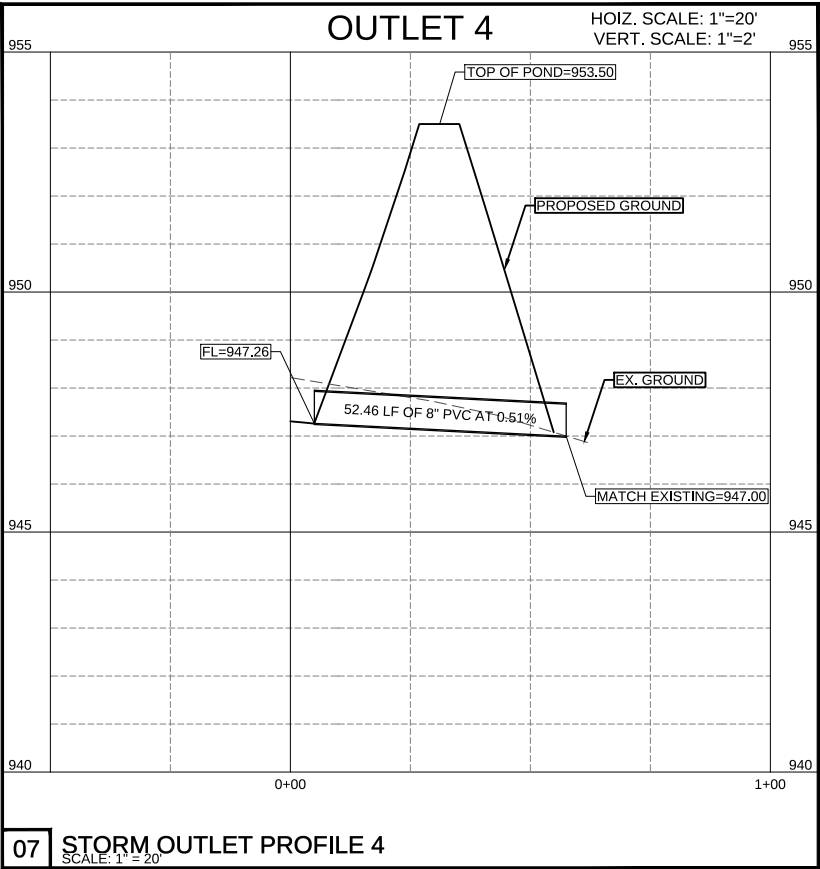 OUTLET 4
HOIZ. SCALE: 1"=20'
VERT. SCALE: 1"=2'
955
955
TOP OF POND=953.50
PROPOSED GROUND
950
950
FL=947.26
EX. GROUND
52.46 LF OF 8" PVC AT 0.51%
MATCH EXISTING=947.00
945
945
940
940
0+00
1+00
07
STORM OUTLET PROFILE 4
SCALE: 1" = 20'